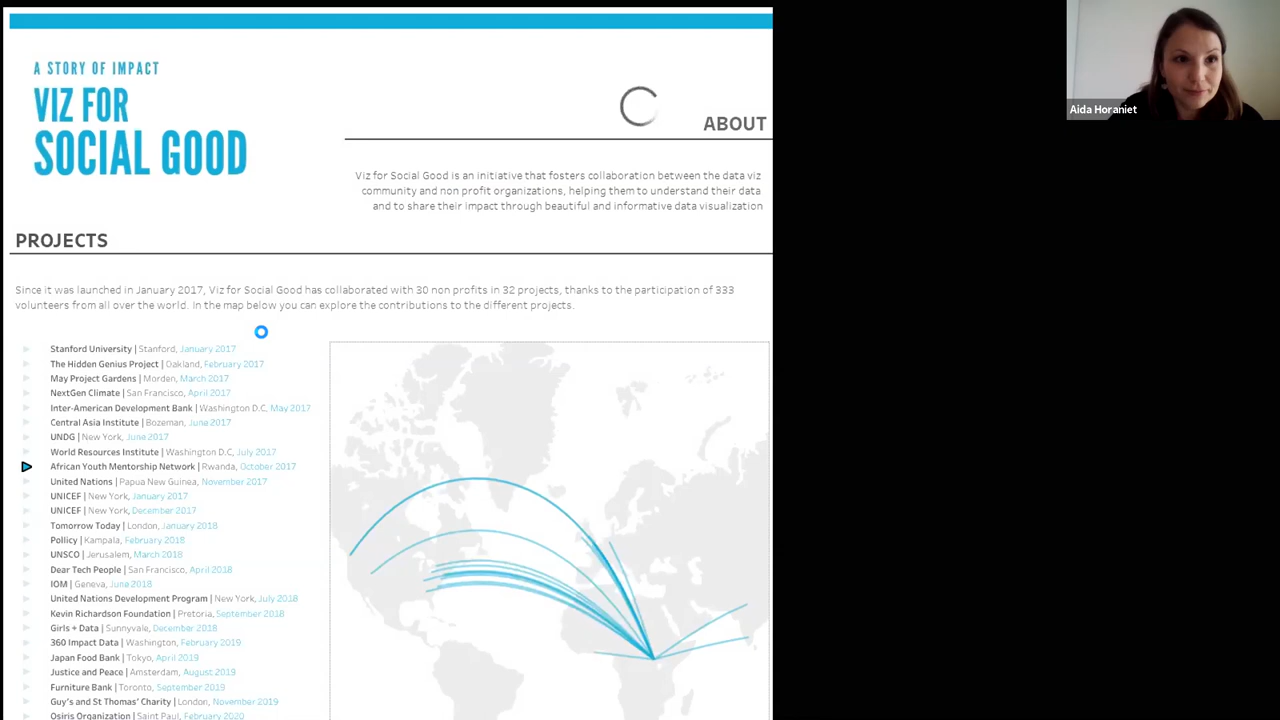 A STORY OF IMPACT
VIZ FOR
SOCIAL GOOD
ABOUT
Viz for Social Good is an initiative that fosters collaboration between the data viz
community and non profit organizations, helping them to understand their data
and to share their impact through beautiful and informative data visualization
PROJECTS
Since it was launched in January 2017, Viz for Social Good has collaborated with 30 non profits in 32 projects, thanks to the participation of 333
volunteers from all over the world. In the map below you can explore the contributions to the different projects.
Stanford University | Stanford, January 2017
The Hidden Genius Project | Oakland, February 2017
May Project Gardens | Morden, March 2017
NextGen Climate | San Francisco, April 2017
Inter-American Development Bank | Washington D.C, May 2017
Central Asia Institute | Bozeman, June 2017
UNDG | New York, June 2017
World Resources Institute | Washington D.C, July 2017
African Youth Mentorship Network | Rwanda, October 2017
United Nations | Papua New Guinea, November 2017
UNICEF | New York, January 2017
UNICEF | New York, December 2017
Tomorrow Today | London, January 2018
Pollicy | Kampala, February 2018
UNSCO | Jerusalem, March 2018
Dear Tech People | San Francisco, April 2018
IOM | Geneva, June 2018
United Nations Development Program | New York, July 2018
Kevin Richardson Foundation | Pretoria, September 2018
Girls + Data | Sunnyvale, December 2018
360 Impact Data | Washington, February 2019
Japan Food Bank | Tokyo, April 2019
Justice and Peace | Amsterdam, August 2019
Furniture Bank | Toronto, September 2019
Guy's and St Thomas' Charity | London, November 2019
Osiris Organization | Saint Paul, February 2020
Aida Horaniet